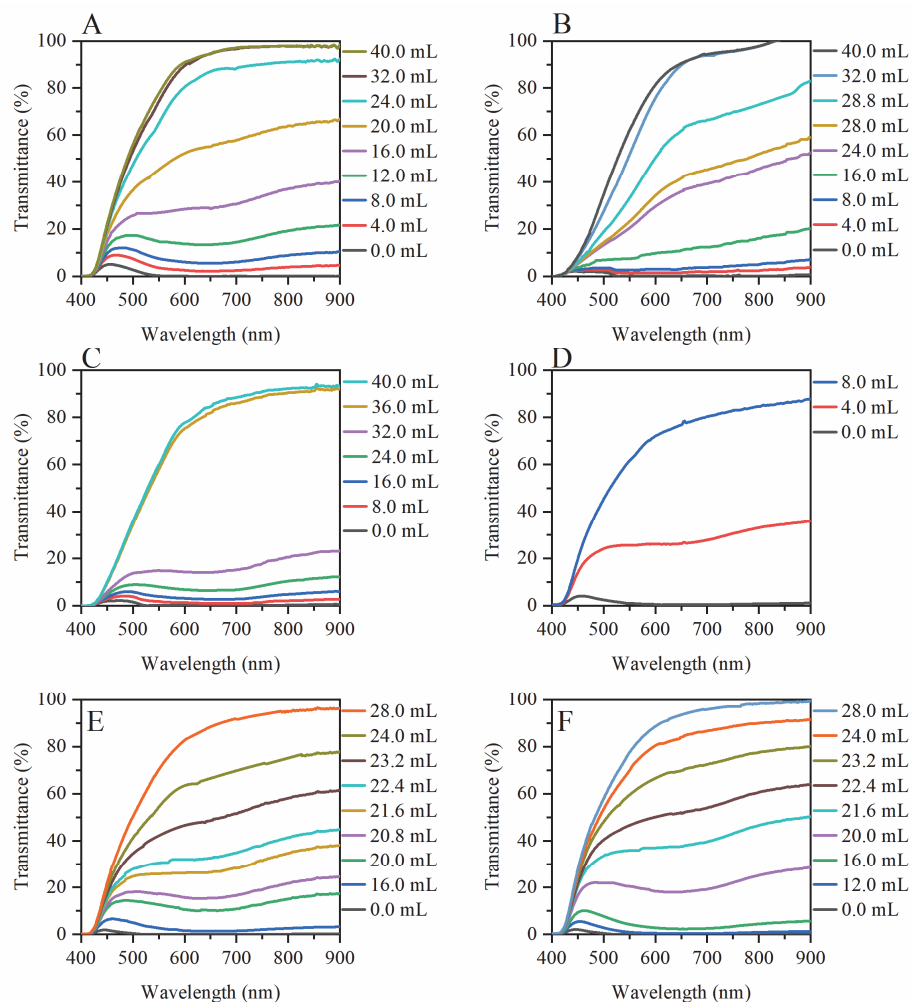 A
100
80
60
40
20
0
Transmittance (%)
400 500 600 700 800 900
Wavelength (nm)
40.0 mL
32.0 mL
24.0 mL
20.0 mL
16.0 mL
12.0 mL
8.0 mL
4.0 mL
0.0 mL
B
100
80
60
40
20
0
Transmittance (%)
400 500 600 700 800 900
Wavelength (nm)
40.0 mL
32.0 mL
28.8 mL
28.0 mL
24.0 mL
16.0 mL
8.0 mL
4.0 mL
0.0 mL
C
100
80
60
40
20
0
Transmittance (%)
400 500 600 700 800 900
Wavelength (nm)
40.0 mL
36.0 mL
32.0 mL
24.0 mL
16.0 mL
8.0 mL
0.0 mL
D
100
80
60
40
20
0
Transmittance (%)
400 500 600 700 800 900
Wavelength (nm)
8.0 mL
4.0 mL
0.0 mL
E
100
80
60
40
20
0
Transmittance (%)
400 500 600 700 800 900
Wavelength (nm)
28.0 mL
24.0 mL
23.2 mL
22.4 mL
21.6 mL
20.8 mL
20.0 mL
16.0 mL
0.0 mL
F
100
80
60
40
20
0
Transmittance (%)
400 500 600 700 800 900
Wavelength (nm)
28.0 mL
24.0 mL
23.2 mL
22.4 mL
21.6 mL
20.0 mL
16.0 mL
12.0 mL
0.0 mL